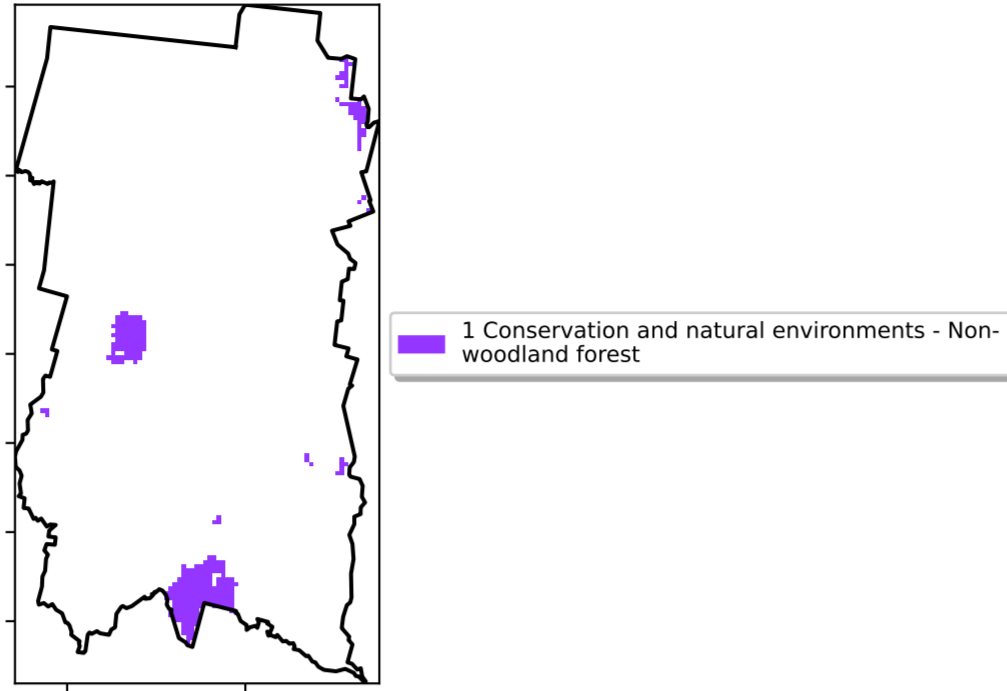 1 Conservation and natural environments - Non-
woodland forest